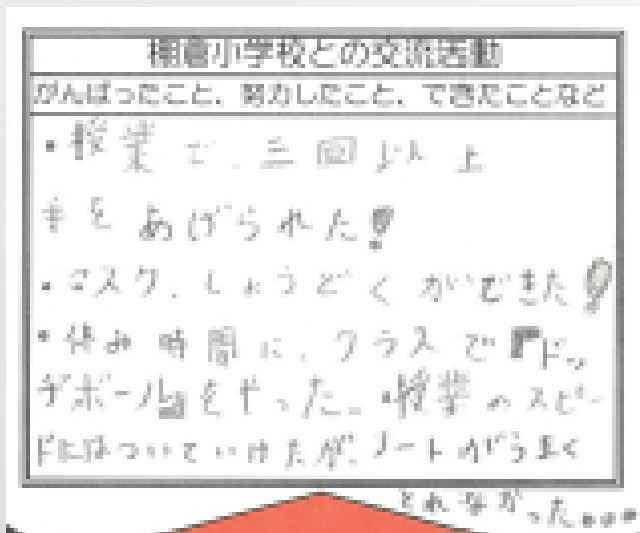 棚倉小学校との交流活動
がんばったこと、努力したこと、できたことなど
・授業で、三回以上
手をあげられた!
・マスク、しょうどくができた!
・休み時間に、クラスで『ドッ
ヂボール』をやった。・授業のスピー
ドにはついていけたが、ノートがうまく
とれなかった。。。